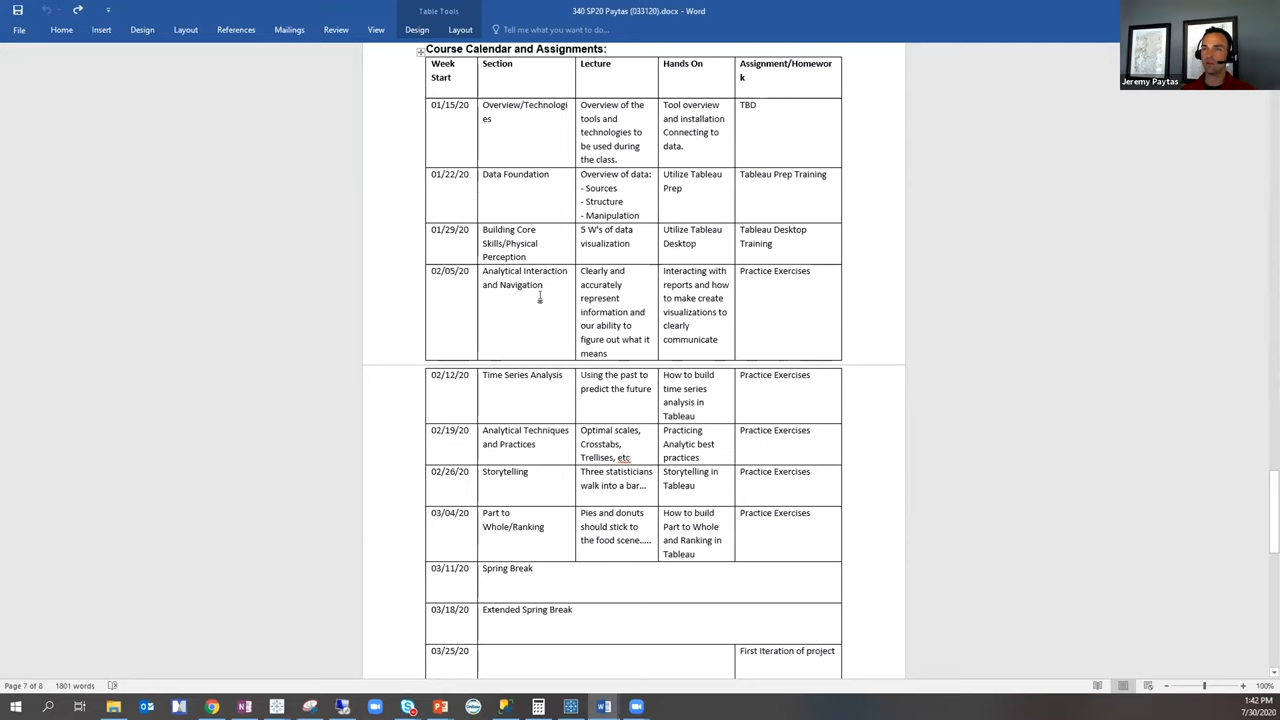 Table Tools
340 SP20 Paytas (033120).docx - Word
File
Home
Insert
Design
Layout
References
Mailings
Review
View
Design
Layout
Tell me what you want to do...
Jeremy Paytas
Course Calendar and Assignments:
Week
Start
Section
Lecture
Hands On
Assignment/Homewor
k
01/15/20
Overview/Technologi
es
Overview of the
tools and
technologies to
be used during
the class.
Tool overview
and installation
Connecting to
data.
TBD
01/22/20
Data Foundation
Overview of data:
- Sources
- Structure
- Manipulation
Utilize Tableau
Prep
Tableau Prep Training
01/29/20
Building Core
Skills/Physical
Perception
5 W's of data
visualization
Utilize Tableau
Desktop
Tableau Desktop
Training
02/05/20
Analytical Interaction
and Navigation
Clearly and
accurately
represent
information and
our ability to
figure out what it
means
Interacting with
reports and how
to make create
visualizations to
clearly
communicate
Practice Exercises
02/12/20
Time Series Analysis
Using the past to
predict the future
How to build
time series
analysis in
Tableau
Practice Exercises
02/19/20
Analytical Techniques
and Practices
Optimal scales,
Crosstabs,
Trellises, etc
Practicing
Analytic best
practices
Practice Exercises
02/26/20
Storytelling
Three statisticians
walk into a bar...
Storytelling in
Tableau
Practice Exercises
03/04/20
Part to
Whole/Ranking
Pies and donuts
should stick to
the food scene.....
How to build
Part to Whole
and Ranking in
Tableau
Practice Exercises
03/11/20
Spring Break
03/18/20
Extended Spring Break
03/25/20
First Iteration of project
Page 7 of 8
1801 words
100%
1:42 PM
7/30/2020